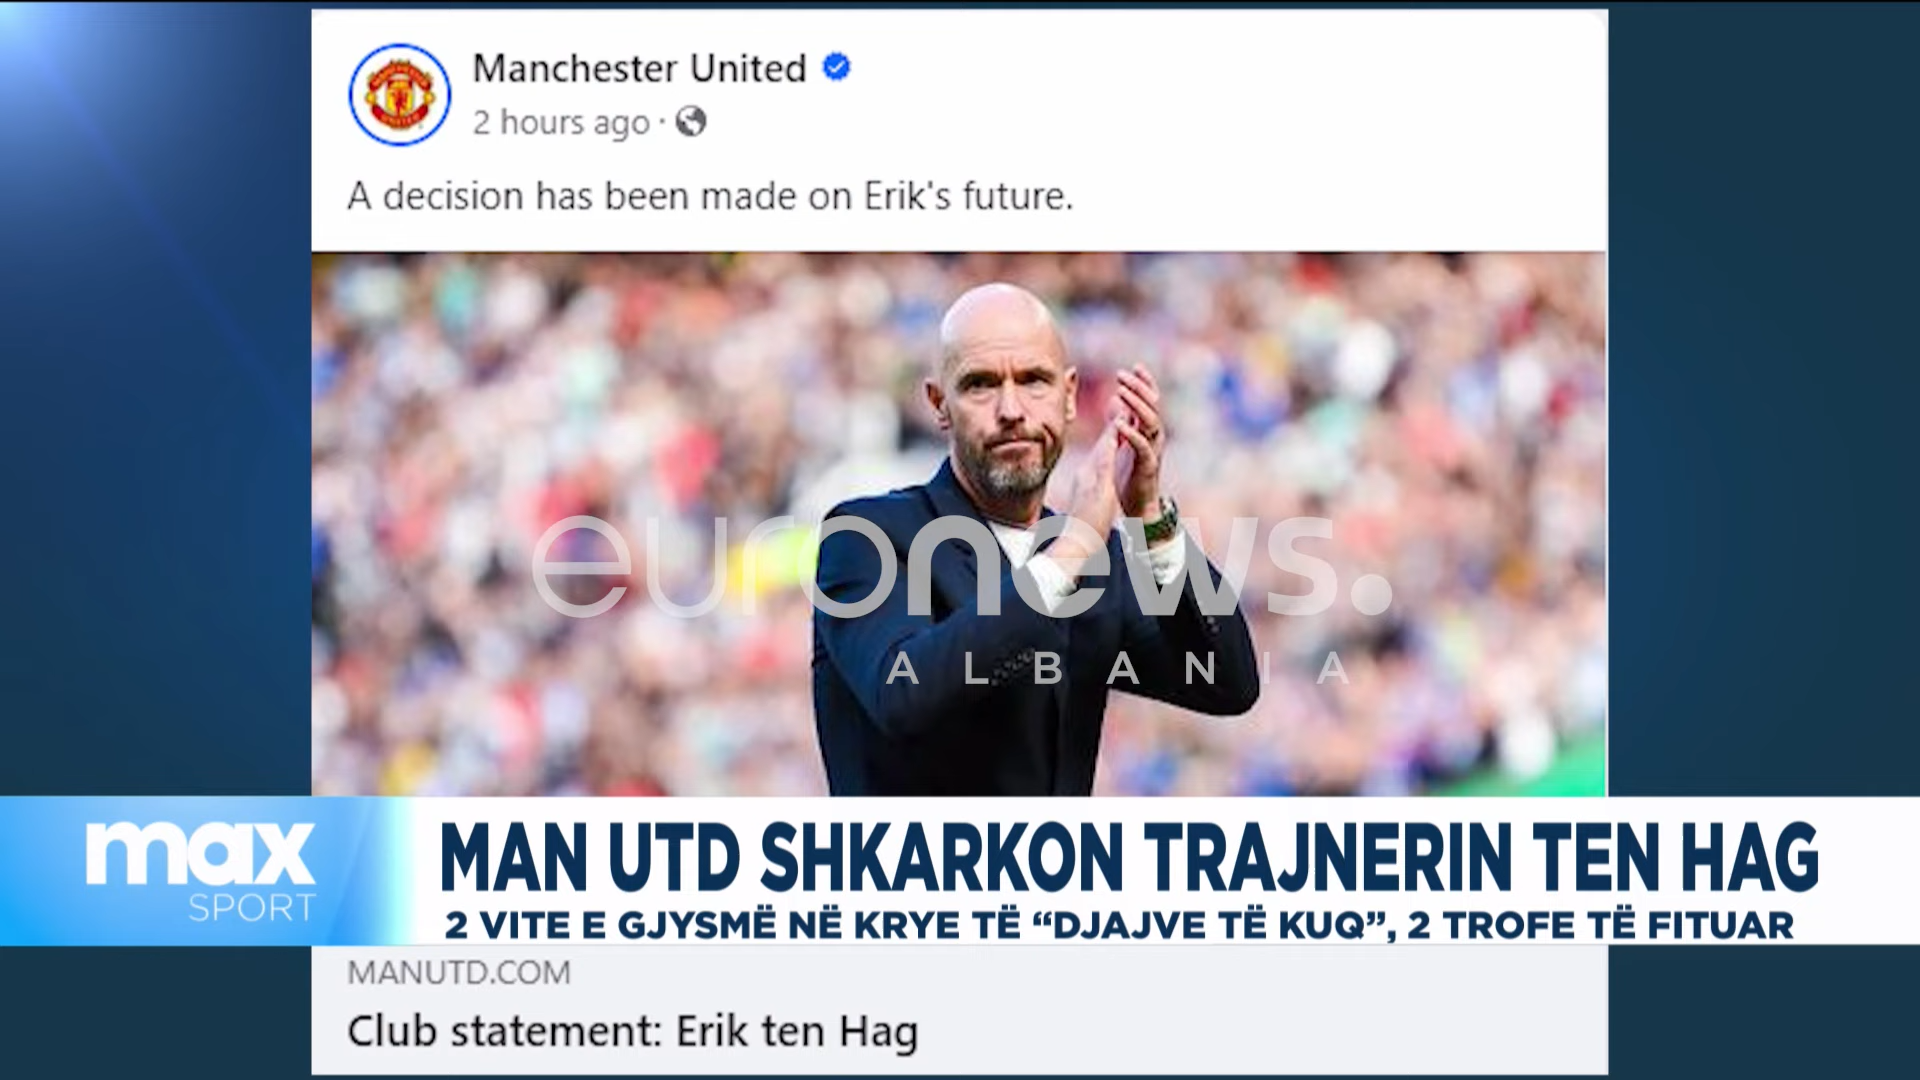 Manchester United
2 hours ago ·
A decision has been made on Erik's future.
euronews.
ALBANIA
max
SPORT
MAN UTD SHKARKON TRAJNERIN TEN HAG
2 VITE E GJYSMË NË KRYE TË “DJAJVE TË KUQ”, 2 TROFE TË FITUAR
MANUTD.COM
Club statement: Erik ten Hag